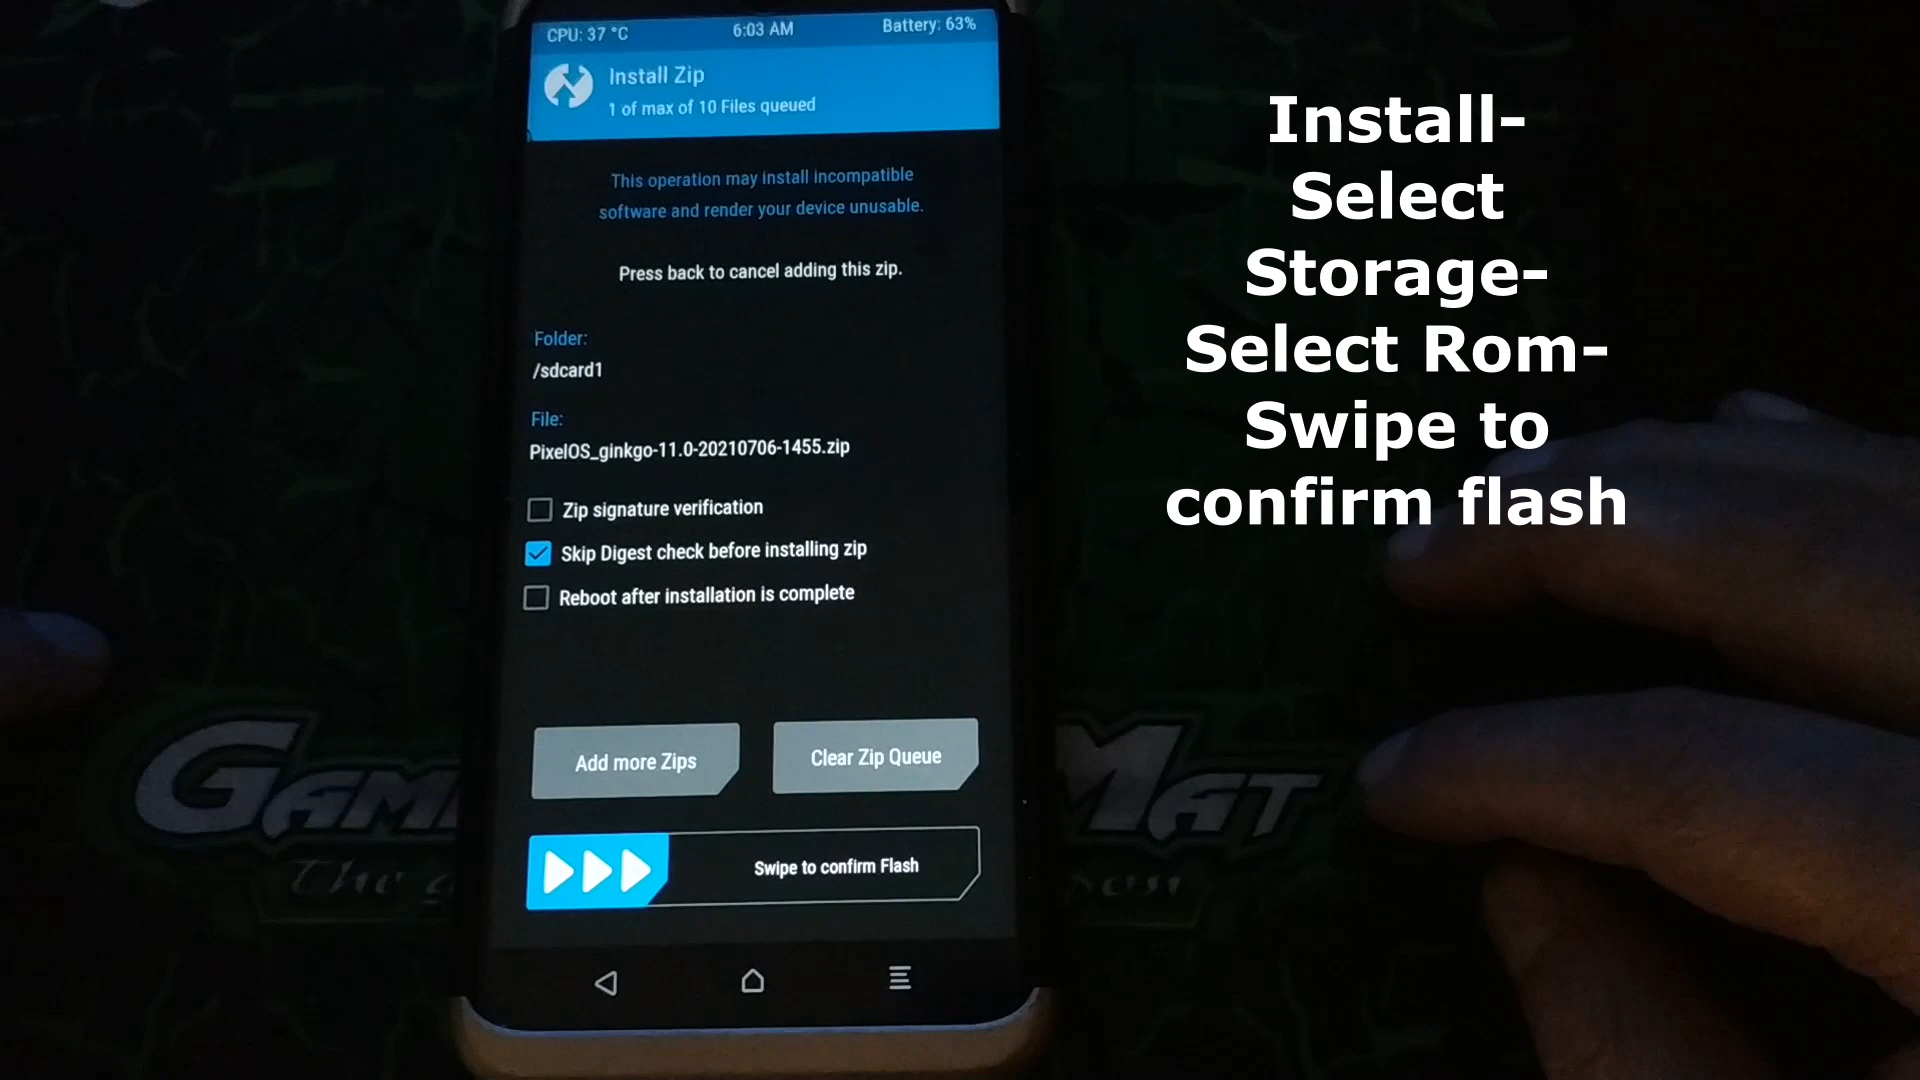 CPU: 37 °C 6:03 AM Battery: 63%
Install Zip
1 of max of 10 Files queued
This operation may install incompatible
software and render your device unusable.
Press back to cancel adding this zip.
Folder:
/sdcard1
File:
PixelOS_ginkgo-11.0-20210706-1455.zip
Zip signature verification
Skip Digest check before installing zip
Reboot after installation is complete
Add more Zips
Clear Zip Queue
Swipe to confirm Flash
Install-
Select
Storage-
Select Rom-
Swipe to
confirm flash
GAM
MAT
The